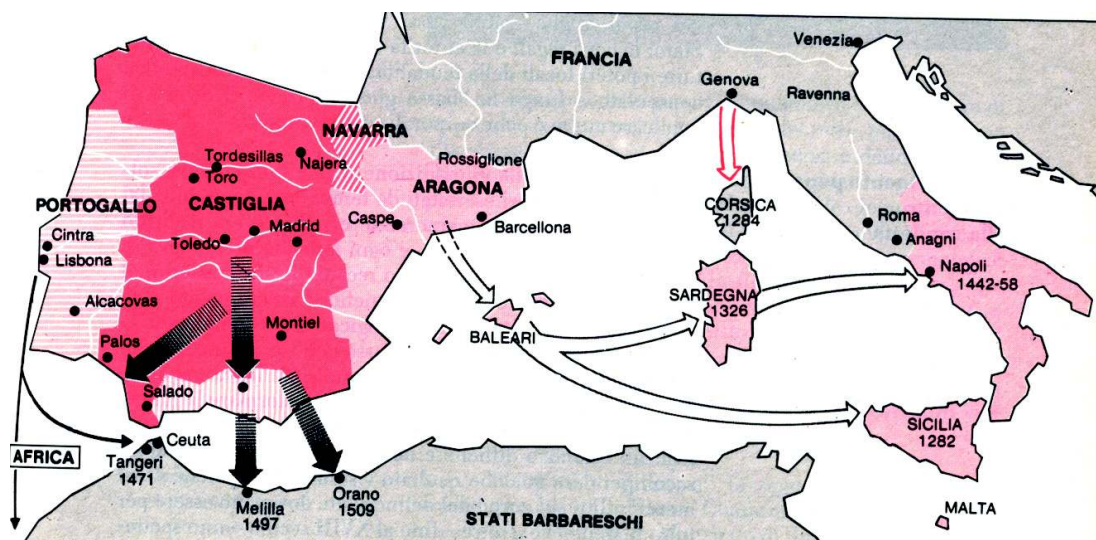 FRANCIA
Venezia
Genova
Ravenna
NAVARRA
Tordesillas
Najera
Toro
Rossiglione
ARAGONA
PORTOGALLO
CASTIGLIA
CORSICA
1284
Cintra
Madrid
Caspe
Toledo
Barcellona
Roma
Lisbona
Anagni
Napoli
1442-58
SARDEGNA
1326
Alcacovas
Montiel
BALEARI
Palos
Salado
SICILIA
1282
Ceuta
AFRICA
Tangeri
1471
Melilla
1497
Orano
1509
STATI BARBARESCHI
MALTA